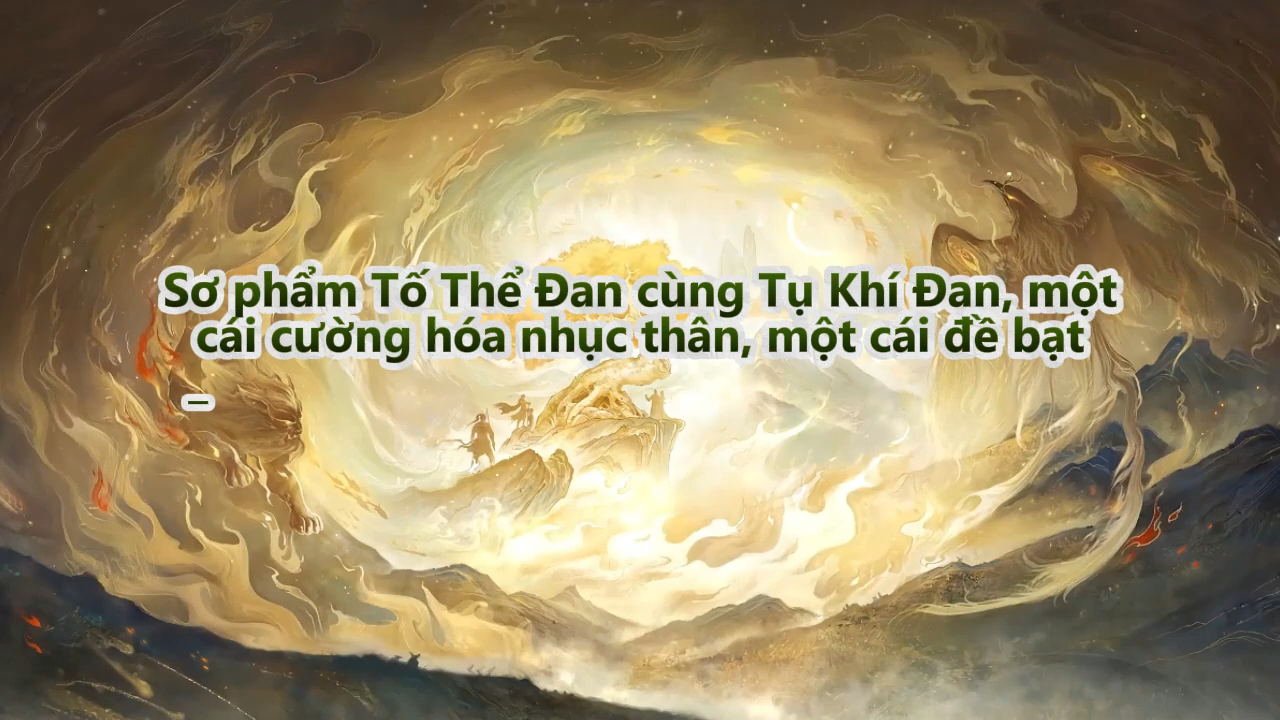 Sơ phẩm Tố Thể Đan cùng Tụ Khí Đan, một
cái cường hóa nhục thân, một cái đề bạt
_